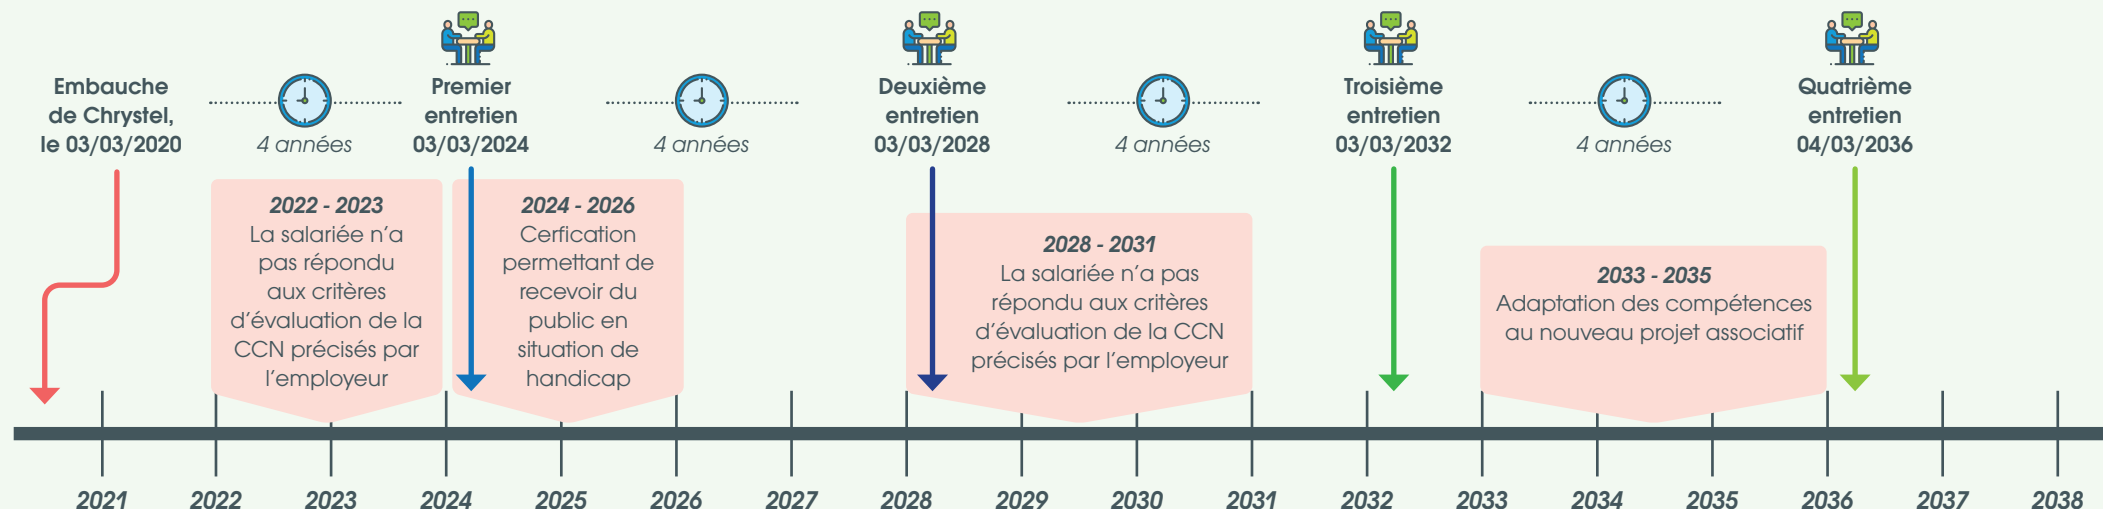 Embauche
de Chrystel,
le 03/03/2020
4 années
Premier
entretien
03/03/2024
4 années
Deuxième
entretien
03/03/2028
4 années
Troisième
entretien
03/03/2032
4 années
Quatrième
entretien
04/03/2036
2022 - 2023
La salariée n'a
pas répondu
aux critères
d'évaluation de la
CCN précisés par
l'employeur
2024 - 2026
Cerfication
permettant de
recevoir du
public en
situation de
handicap
2028 - 2031
La salariée n'a pas
répondu aux critères
d'évaluation de la CCN
précisés par l'employeur
2033 - 2035
Adaptation des compétences
au nouveau projet associatif
2021 2022 2023 2024 2025 2026 2027 2028 2029 2030 2031 2032 2033 2034 2035 2036 2037 2038